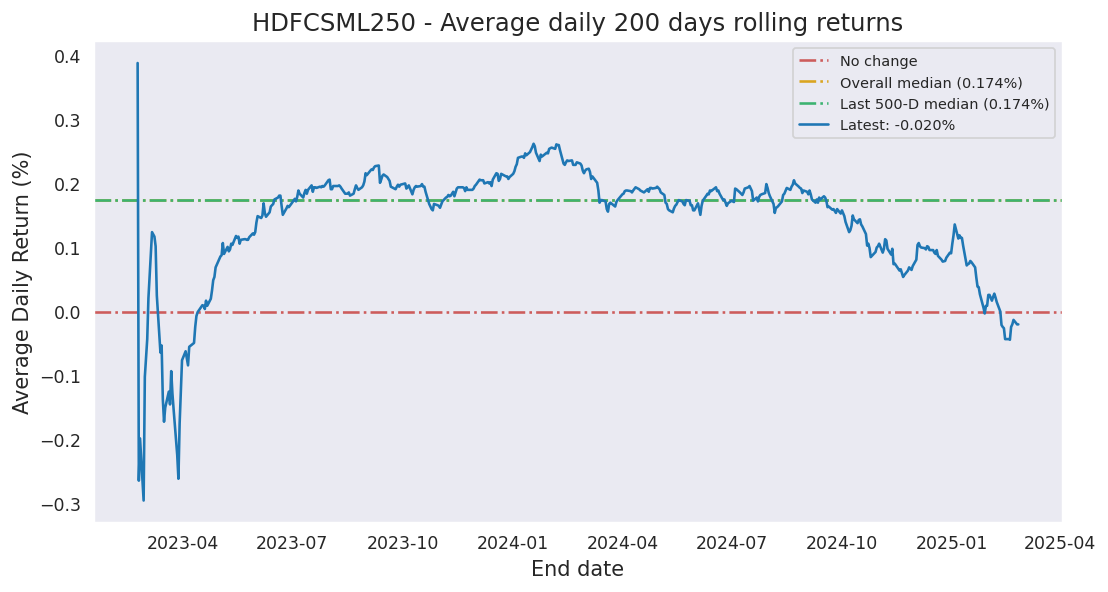 HDFCSML250 - Average daily 200 days rolling returns
No change
Overall median (0.174%)
Last 500-D median (0.174%)
Latest: -0.020%
Average Daily Return (%)
0.4
0.3
0.2
0.1
0.0
−0.1
−0.2
−0.3
2023-04 2023-07 2023-10 2024-01 2024-04 2024-07 2024-10 2025-01 2025-04
End date